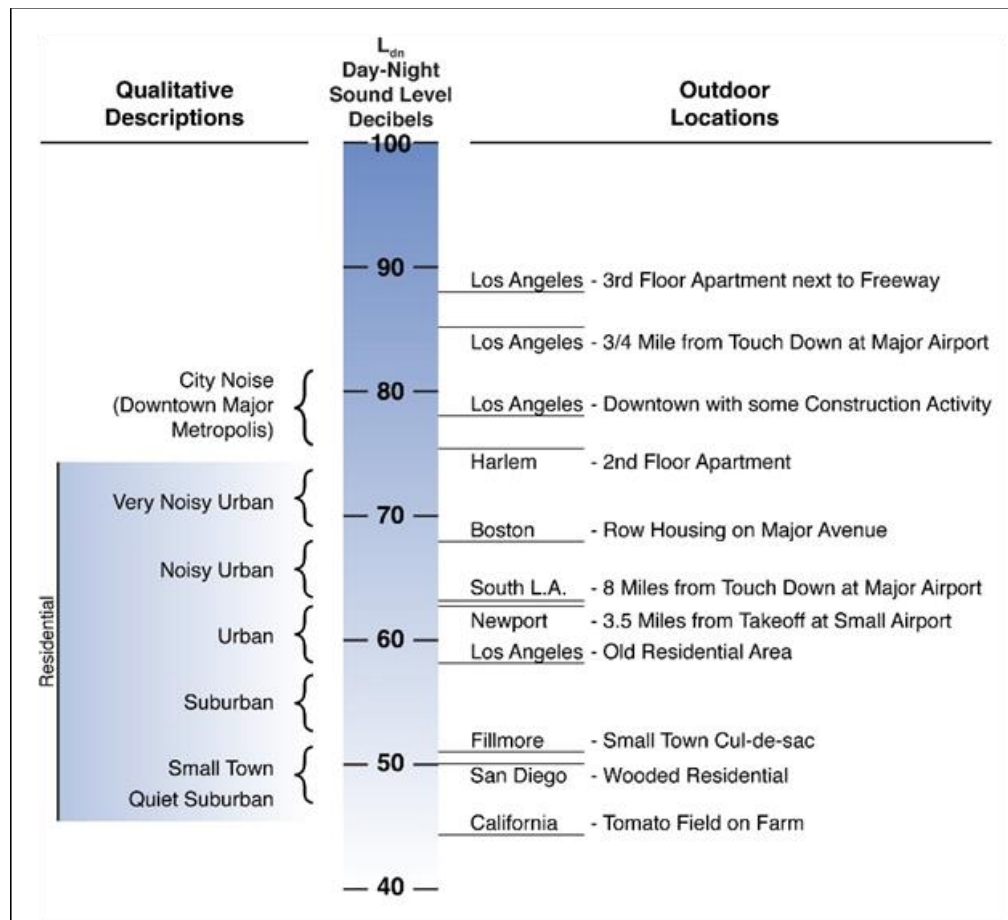 L dn
Day-Night
Sound Level
Decibels
Qualitative
Descriptions
Outdoor
Locations
100
90
Los Angeles - 3rd Floor Apartment next to Freeway
Los Angeles - 3/4 Mile from Touch Down at Major Airport
City Noise
(Downtown Major
Metropolis)
80
Los Angeles - Downtown with some Construction Activity
Harlem - 2nd Floor Apartment
Very Noisy Urban
70
Boston - Row Housing on Major Avenue
Noisy Urban
South L.A. - 8 Miles from Touch Down at Major Airport
Newport - 3.5 Miles from Takeoff at Small Airport
Residential
Urban
60
Los Angeles - Old Residential Area
Suburban
Fillmore - Small Town Cul-de-sac
Small Town
50
San Diego - Wooded Residential
Quiet Suburban
California - Tomato Field on Farm
40